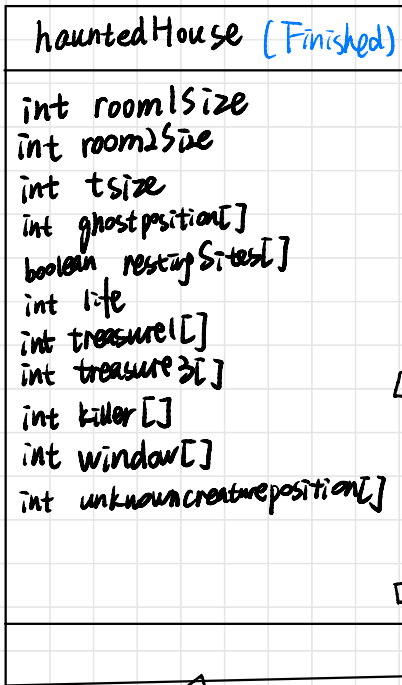 hauntedHouse (Finished)
int room1Size
int room2Size
int tsize
int ghostposition[]
boolean restingSites[]
int life
int treasure1[]
int treasure3[]
int killer[]
int window[]
int unknowncreatureposition[]